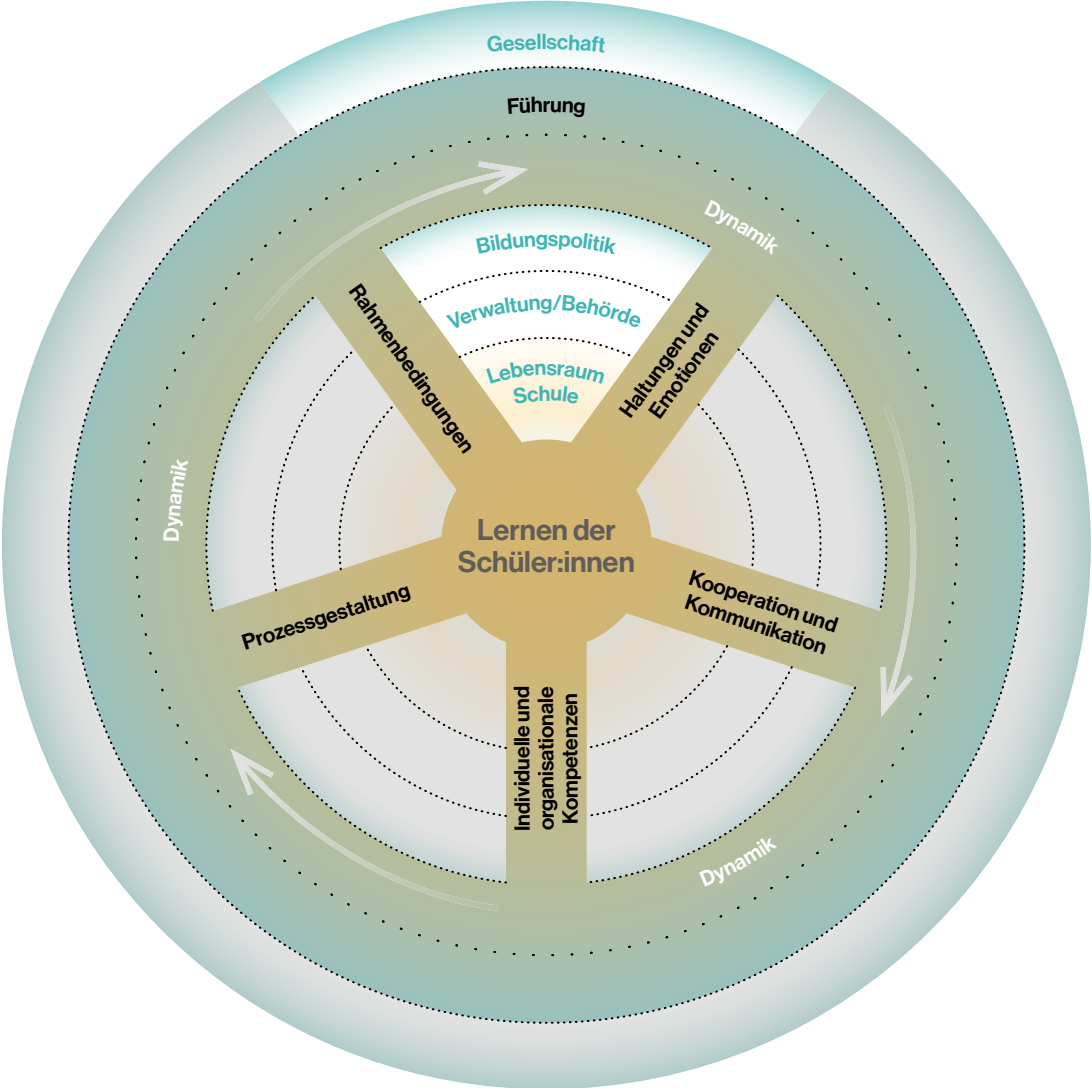 Gesellschaft
Führung
Dynamik
Bildungspolitik
Verwaltung/Behörde
Lebensraum
Schule
Rahmenbedingungen
Haltungen und
Emotionen
Dynamik
Lernen der
Schüler:innen
Prozessgestaltung
Kooperation und
Kommunikation
Individuelle und
organisationale
Kompetenzen
Dynamik